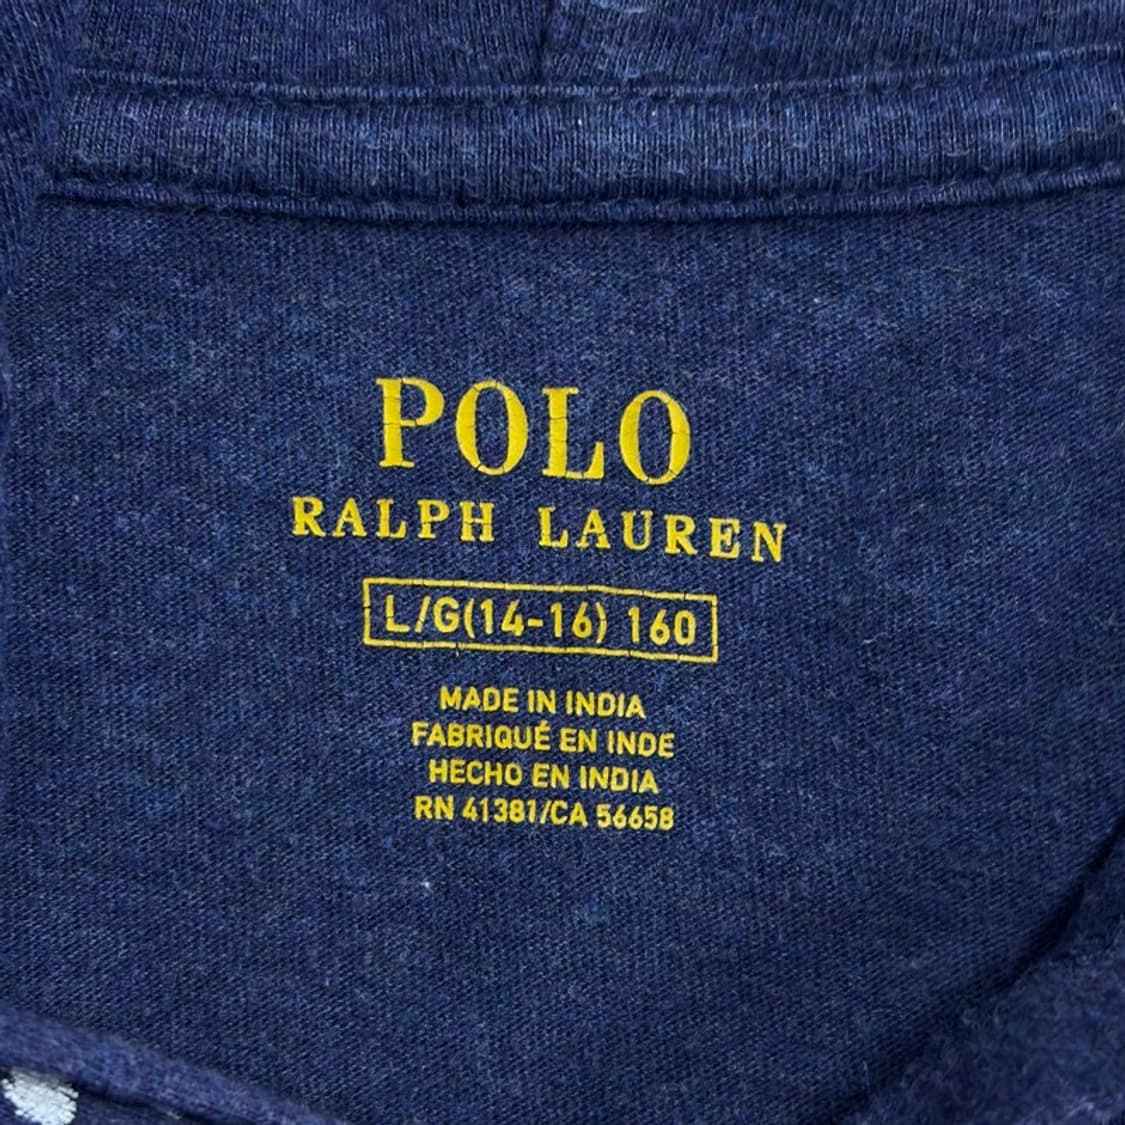 POLO
RALPH LAUREN
L/G(14-16) 160
MADE IN INDIA
FABRIQUÉ EN INDE
HECHO EN INDIA
RN 41381/CA 56658